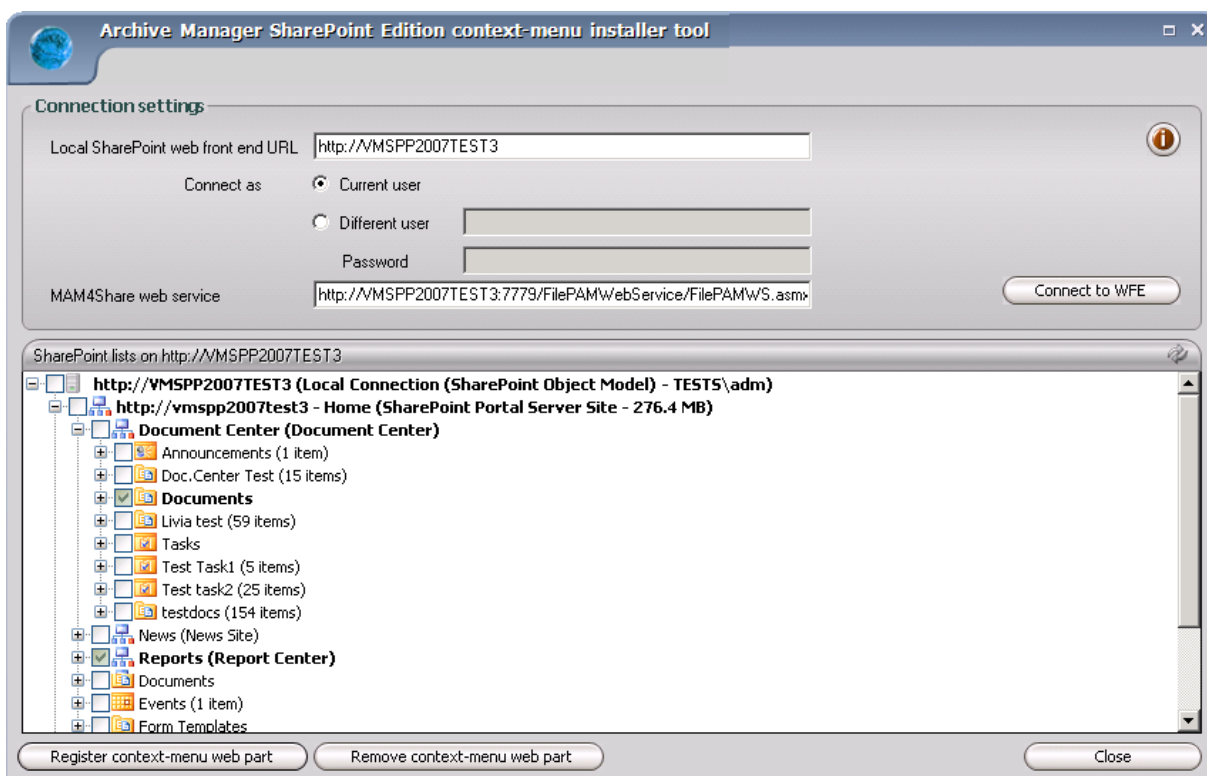 Archive Manager SharePoint Edition context-menu installer tool
Connection settings
Local SharePoint web front end URL http://VMSPP2007TEST3
Connect as Current user
Different user
Password
MAM4Share web service http://VMSPP2007TEST3:7779/FilePAMWebService/FilePAMWS.asmx
Connect to WFE
SharePoint lists on http://VMSPP2007TEST3
http://VMSPP2007TEST3 (Local Connection (SharePoint Object Model) - TESTS\adm)
http://vmspp2007test3 - Home (SharePoint Portal Server Site - 276.4 MB)
Document Center (Document Center)
Announcements (1 item)
Doc.Center Test (15 items)
Documents
Livia test (59 items)
Tasks
Test Task1 (5 items)
Test task2 (25 items)
testdocs (154 items)
News (News Site)
Reports (Report Center)
Documents
Events (1 item)
Form Templates
Register context-menu web part Remove context-menu web part Close